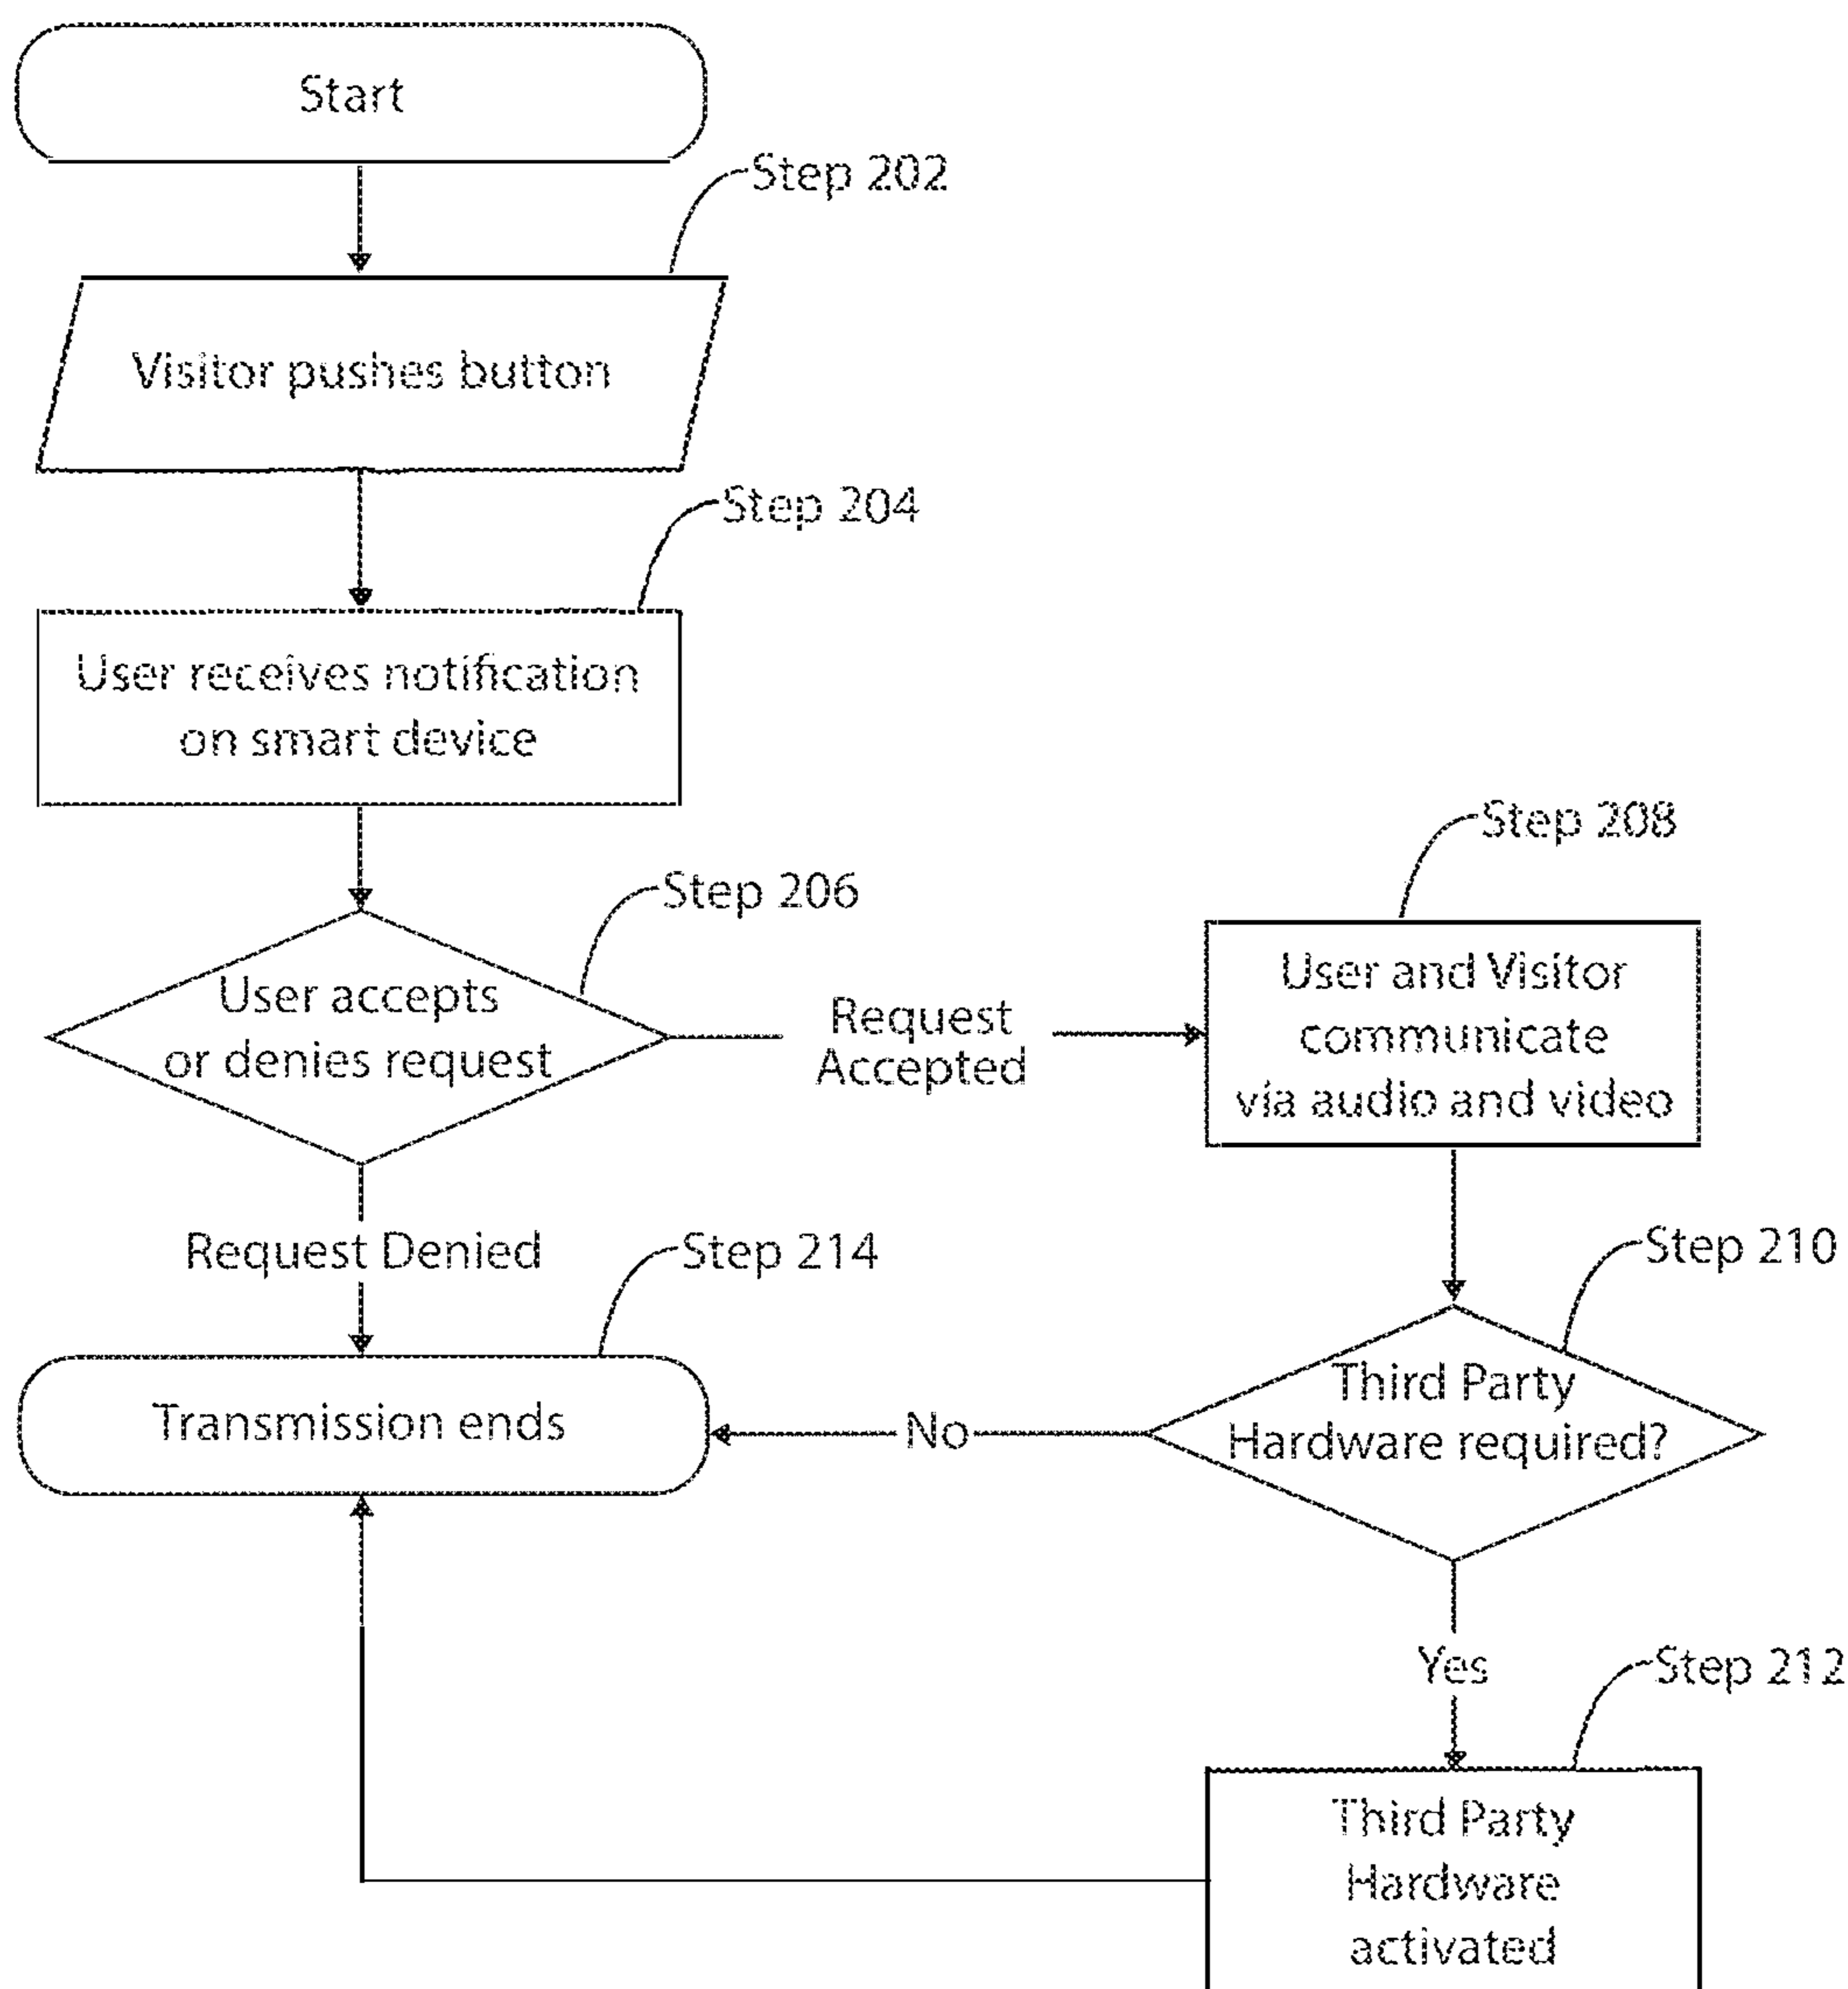 Start
Step 202
Visitor pushes button
Step 204
User receives notification
on smart device
Step 206
User accepts
or denies request
Request
Accepted
Step 208
User and Visitor
communicate
via audio and video
Request Denied
Step 214
Transmission ends
No
Step 210
Third Party
Hardware required?
Yes
Step 212
Third Party
Hardware
activated